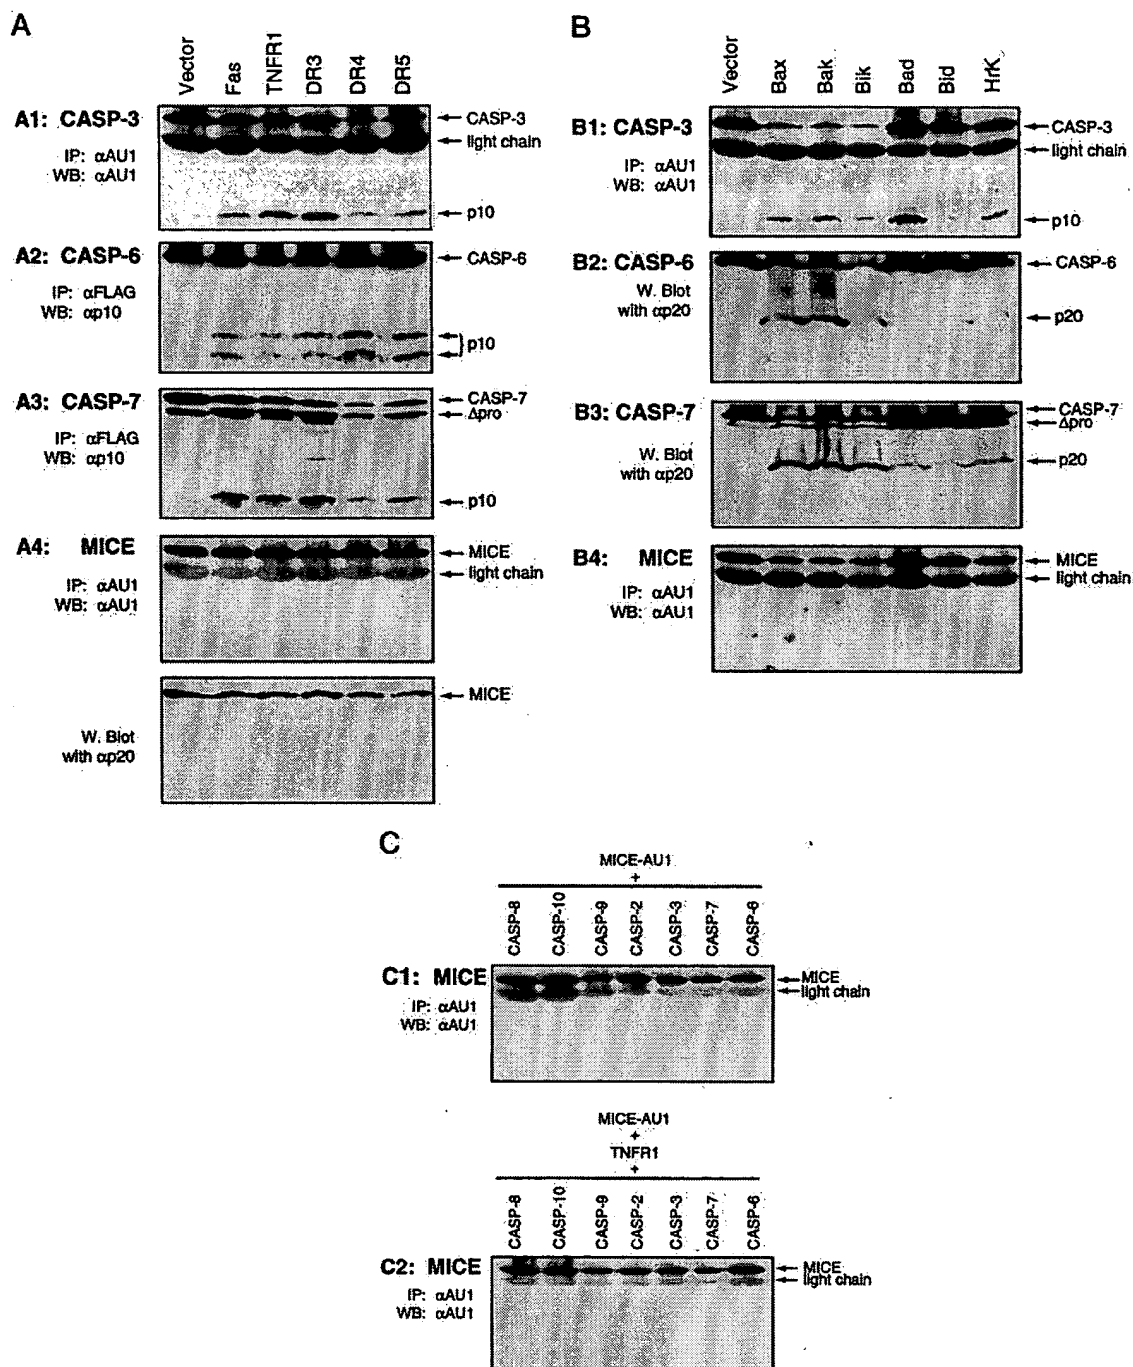 A
Vector Fas TNFR1 DR3 DR4 DR5
A1: CASP-3
IP: αAU1
WB: αAU1
CASP-3
light chain
p10
A2: CASP-6
IP: αFLAG
WB: αp10
CASP-6
p10
A3: CASP-7
IP: αFLAG
WB: αp10
CASP-7
Δpro
p10
A4: MICE
IP: αAU1
WB: αAU1
MICE
light chain
W. Blot
with αp20
MICE
B
Vector Bax Bak Bik Bad Bid HrK
B1: CASP-3
IP: αAU1
WB: αAU1
CASP-3
light chain
p10
B2: CASP-6
W. Blot
with αp20
CASP-6
p20
B3: CASP-7
W. Blot
with αp20
CASP-7
Δpro
p20
B4: MICE
IP: αAU1
WB: αAU1
MICE
light chain
C
MICE-AU1
+
CASP-8 CASP-10 CASP-9 CASP-2 CASP-3 CASP-7 CASP-6
C1: MICE
IP: αAU1
WB: αAU1
MICE
light chain
MICE-AU1
+
TNFR1
+
CASP-8 CASP-10 CASP-9 CASP-2 CASP-3 CASP-7 CASP-6
C2: MICE
IP: αAU1
WB: αAU1
MICE
light chain